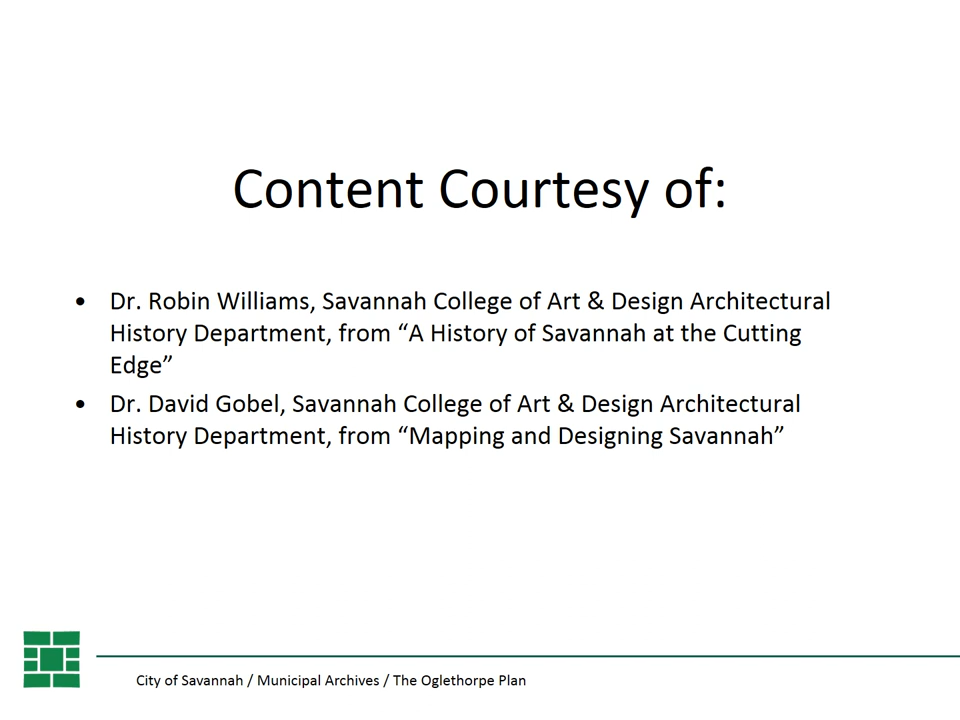 Content Courtesy of:
• Dr. Robin Williams, Savannah College of Art & Design Architectural
History Department, from “A History of Savannah at the Cutting
Edge”
• Dr. David Gobel, Savannah College of Art & Design Architectural
History Department, from “Mapping and Designing Savannah”
City of Savannah / Municipal Archives / The Oglethorpe Plan